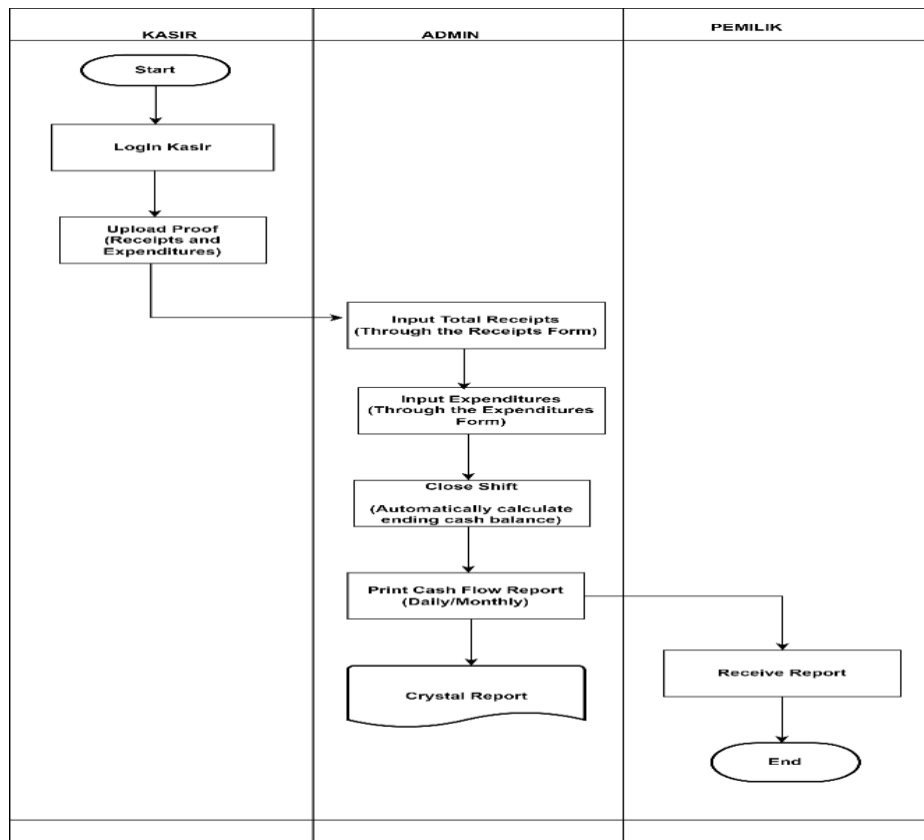 KASIR
ADMIN
PEMILIK
Start
Login Kasir
Upload Proof
(Receipts and
Expenditures)
Input Total Receipts
(Through the Receipts Form)
Input Expenditures
(Through the Expenditures
Form)
Close Shift
(Automatically calculate
ending cash balance)
Print Cash Flow Report
(Daily/Monthly)
Crystal Report
Receive Report
End